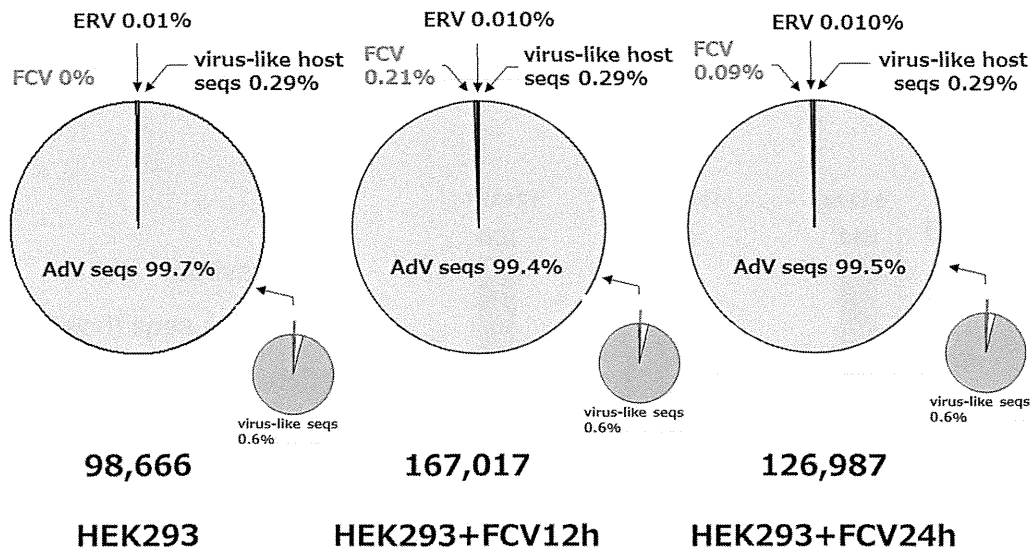 ERV 0.01%
FCV 0%
virus-like host
seqs 0.29%
AdV seqs 99.7%
virus-like seqs
0.6%
98,666
HEK293
ERV 0.010%
FCV
0.21%
virus-like host
seqs 0.29%
AdV seqs 99.4%
virus-like seqs
0.6%
167,017
HEK293+FCV12h
ERV 0.010%
FCV
0.09%
virus-like host
seqs 0.29%
AdV seqs 99.5%
virus-like seqs
0.6%
126,987
HEK293+FCV24h